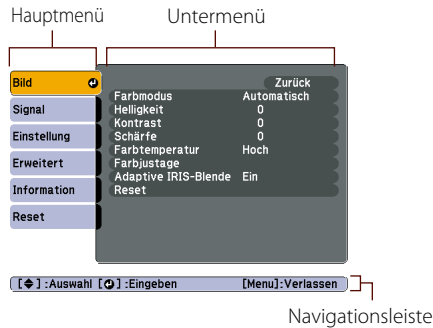 Hauptmenü Untermenü
Bild Zurück
Signal
Einstellung
Erweitert
Information
Reset
Farbmodus Automatisch
Helligkeit 0
Kontrast 0
Schärfe 0
Farbtemperatur Hoch
Farbjustage
Adaptive IRIS-Blende Ein
Reset
[ ] :Auswahl [ ] :Eingeben [Menu]:Verlassen
Navigationsleiste